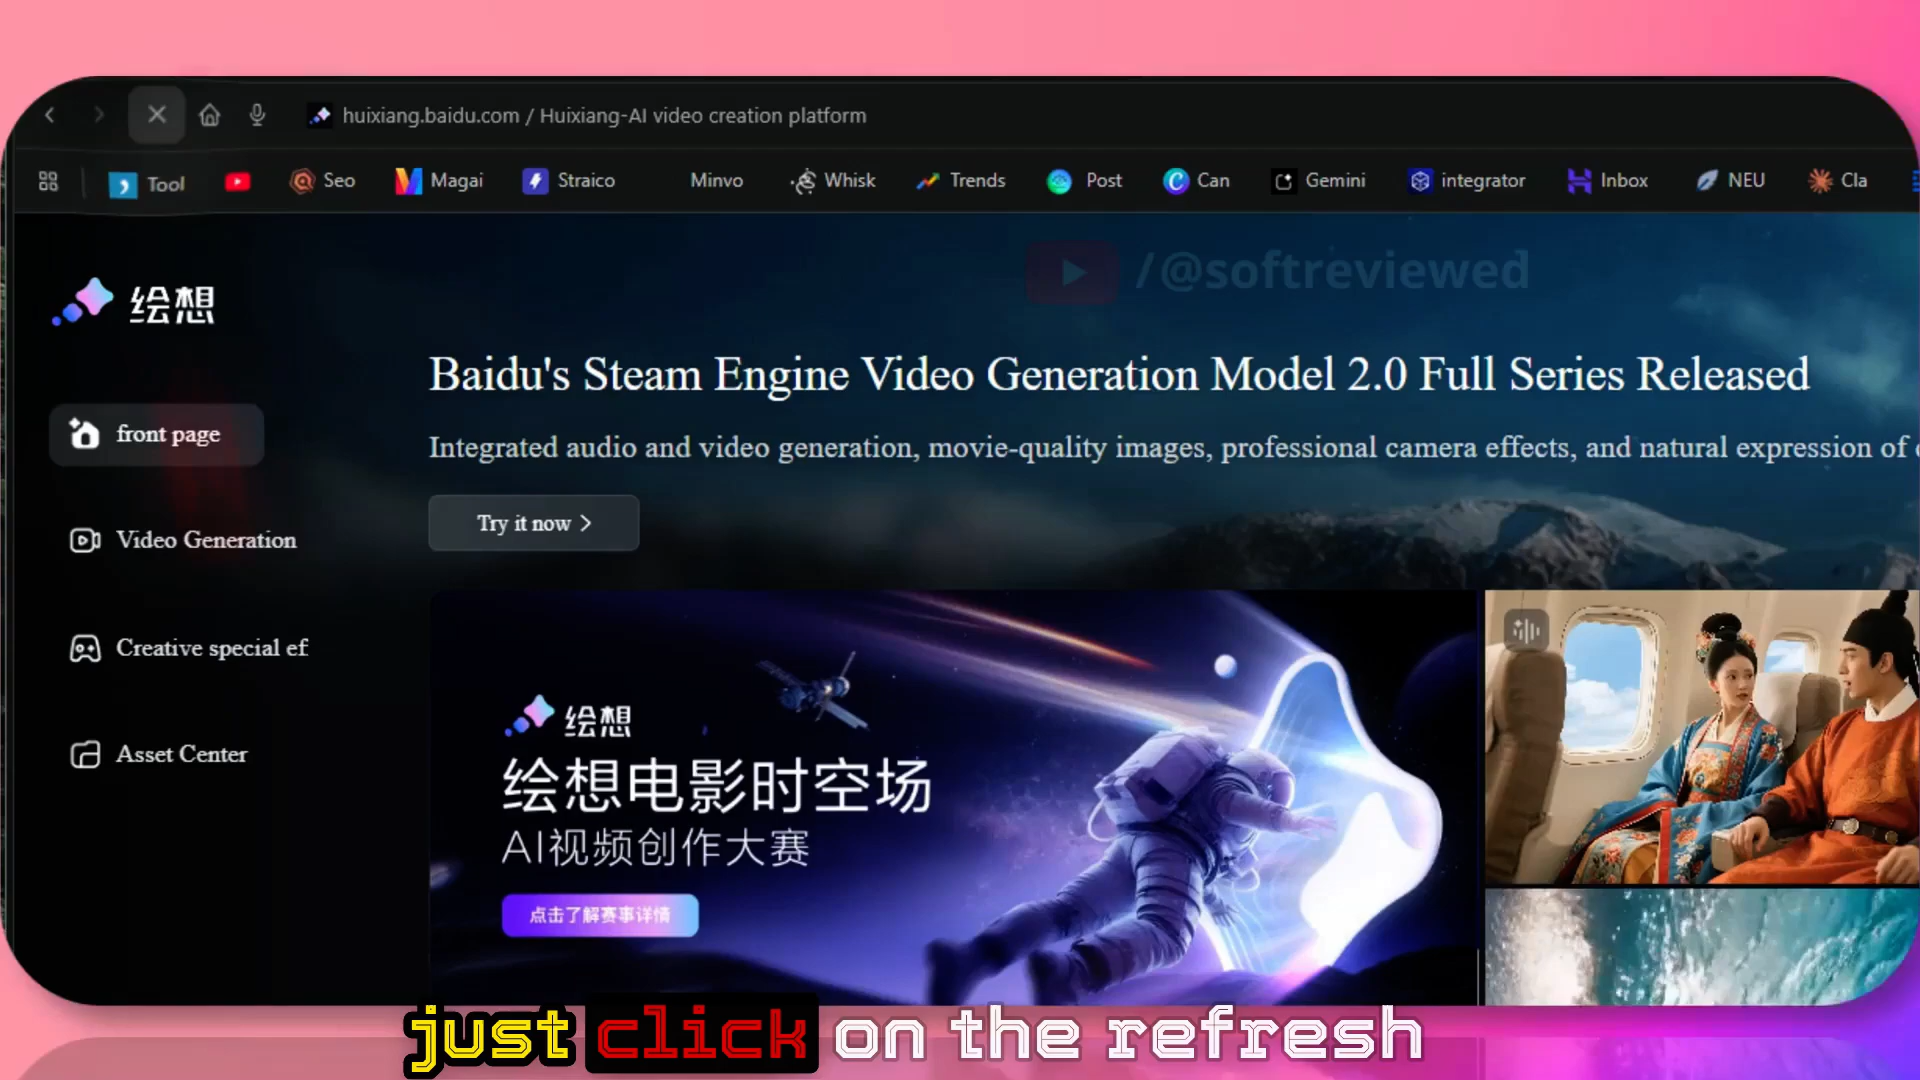 huixiang.baidu.com / Huixiang-AI video creation platform
Tool Seo Magai Straico Minvo Whisk Trends Post Can Gemini integrator Inbox NEU Cla
/@softreviewed
绘想
Baidu's Steam Engine Video Generation Model 2.0 Full Series Released
Integrated audio and video generation, movie-quality images, professional camera effects, and natural expression of
Try it now
front page
Video Generation
Creative special ef
Asset Center
绘想
绘想电影时空场
AI视频创作大赛
点击了解赛事详情
just click on the refresh